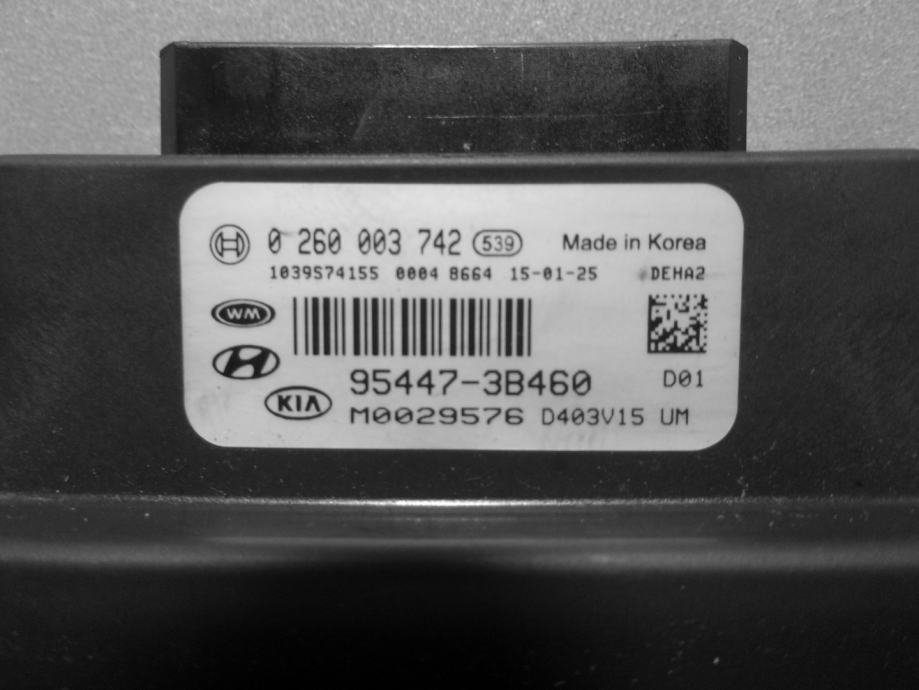 0 260 003 742 539 Made in Korea
1039S74155 0004 8664 15-01-25 DEHA2
WM
95447-3B460 D01
KIA
M0029576 D403V15 UM